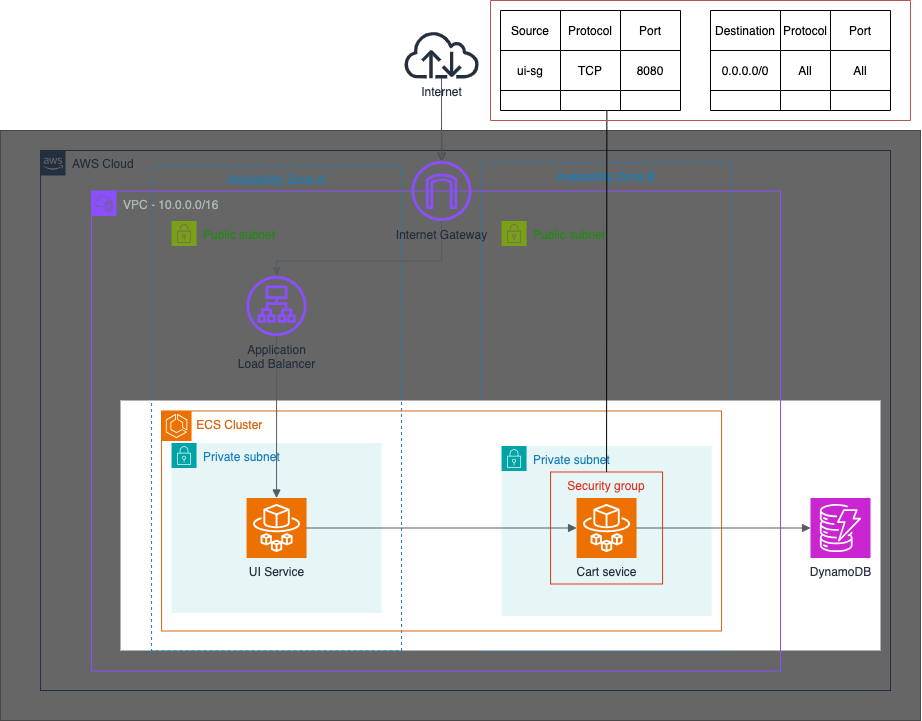 Source Protocol Port
ui-sg TCP 8080
Destination Protocol Port
0.0.0.0/0 All All
Internet
aws AWS Cloud
Availability Zone A
Availability Zone B
VPC - 10.0.0.0/16
Public subnet
Internet Gateway
Public subnet
Application
Load Balancer
ECS Cluster
Private subnet
Private subnet
Security group
UI Service
Cart sevice
DynamoDB